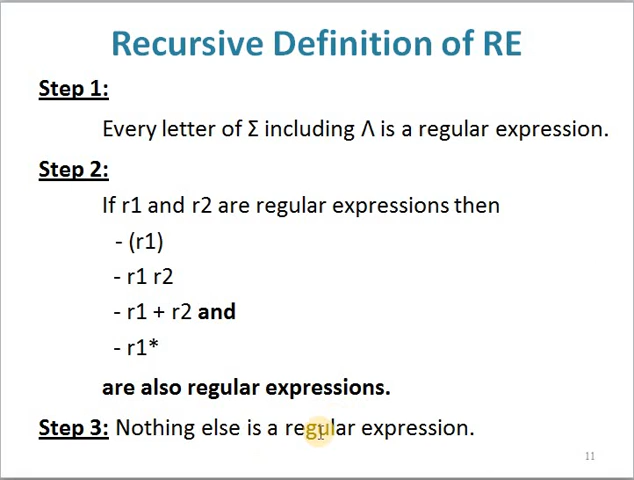 Recursive Definition of RE
Step 1:
Every letter of Σ including Λ is a regular expression.
Step 2:
If r1 and r2 are regular expressions then
- (r1)
- r1 r2
- r1 + r2 and
- r1*
are also regular expressions.
Step 3: Nothing else is a regular expression.
11